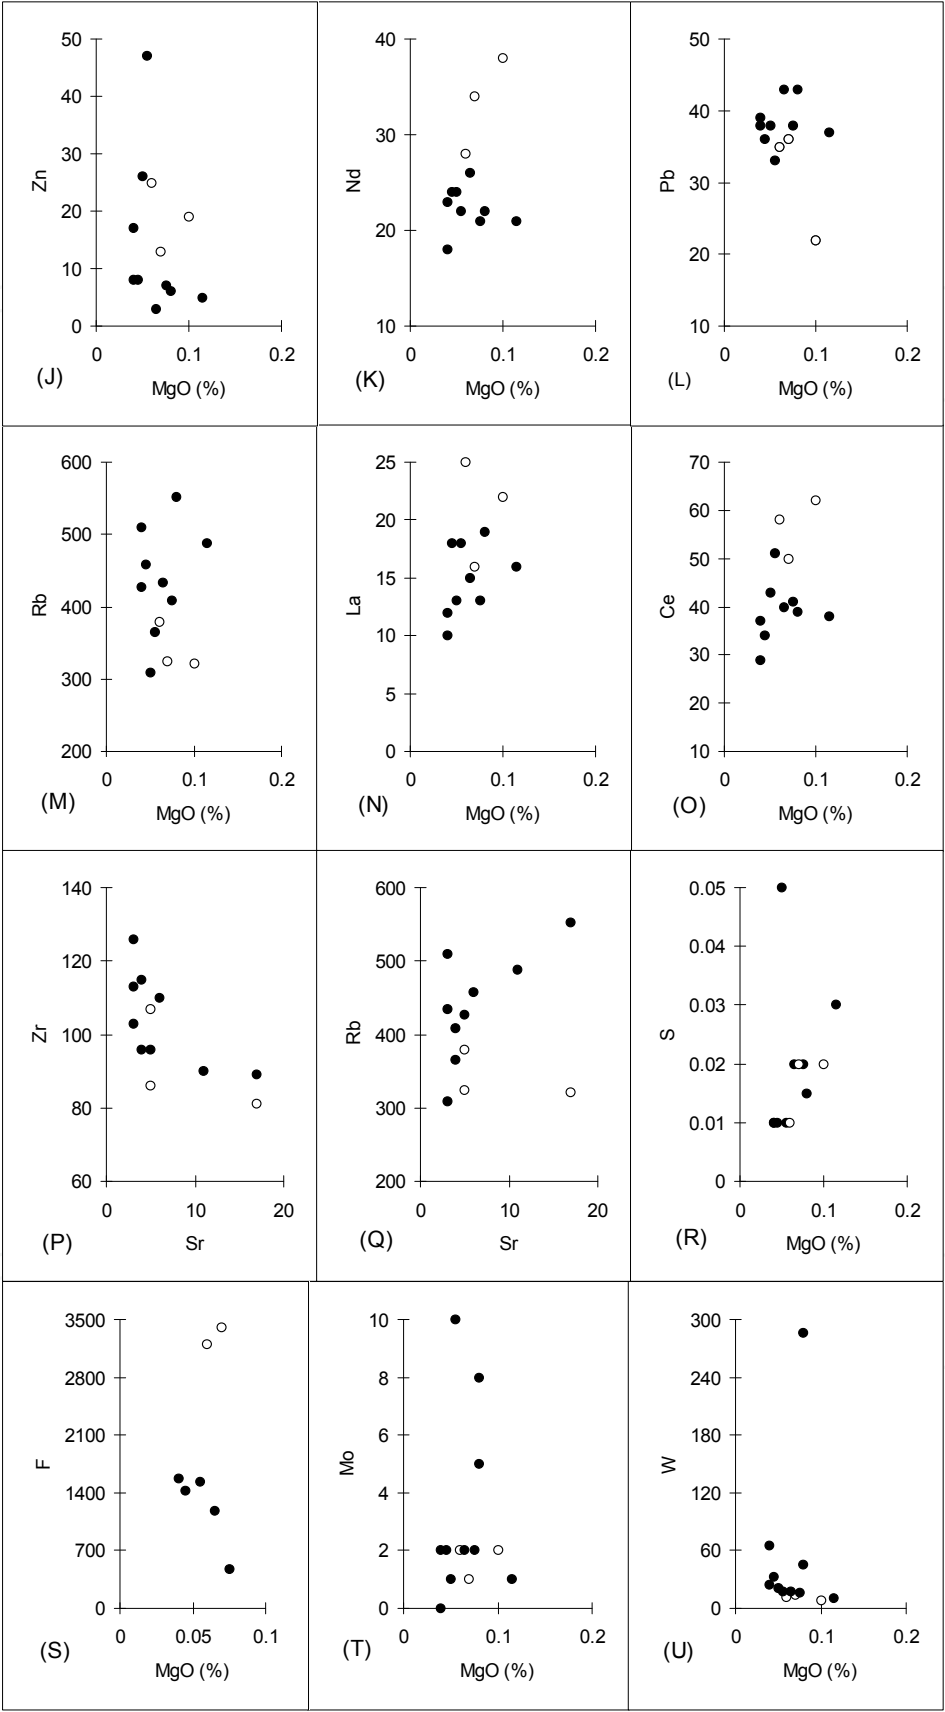 50
40
30
20
10
0
Zn
0 0.1 0.2
(J)
MgO (%)
40
30
20
10
Nd
0 0.1 0.2
(K)
MgO (%)
50
40
30
20
10
Pb
0 0.1 0.2
(L)
MgO (%)
600
500
400
300
200
Rb
0 0.1 0.2
(M)
MgO (%)
25
20
15
10
5
0
La
0 0.1 0.2
(N)
MgO (%)
70
60
50
40
30
20
10
Ce
0 0.1 0.2
(O)
MgO (%)
140
120
100
80
60
Zr
0 10 20
(P)
Sr
600
500
400
300
200
Rb
0 10 20
(Q)
Sr
0.05
0.04
0.03
0.02
0.01
0
S
0 0.1 0.2
(R)
MgO (%)
3500
2800
2100
1400
700
0
F
0 0.05 0.1
(S)
MgO (%)
10
8
6
4
2
0
Mo
0 0.1 0.2
(T)
MgO (%)
300
240
180
120
60
0
W
0 0.1 0.2
(U)
MgO (%)